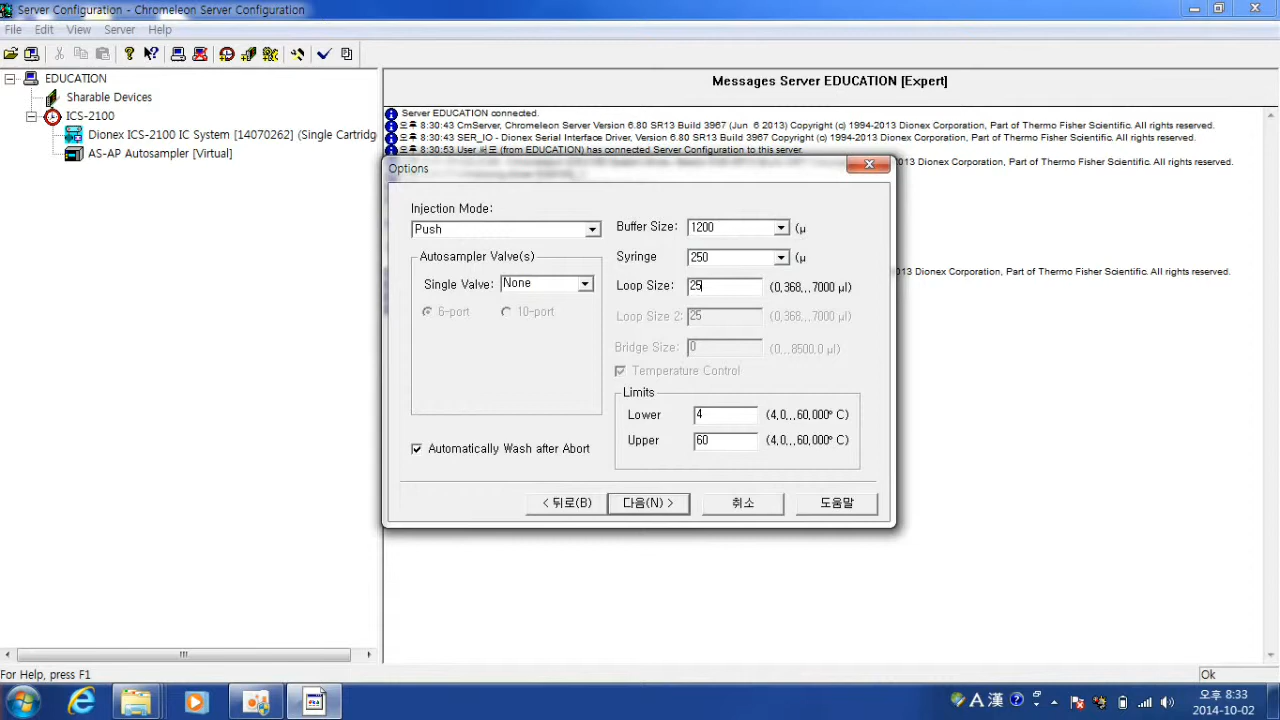 Server Configuration - Chromeleon Server Configuration
File Edit View Server Help
EDUCATION
Sharable Devices
ICS-2100
Dionex ICS-2100 IC System [14070262] (Single Cartridg
AS-AP Autosampler [Virtual]
Messages Server EDUCATION [Expert]
Server EDUCATION connected.
오후 8:30:43 CmServer, Chromeleon Server Version 6.80 SR13 Build 3967 (Jun 6 2013) Copyright (c) 1994-2013 Dionex Corporation, Part of Thermo Fisher Scientific. All rights reserved.
오후 8:30:43 SER_IO - Dionex Serial Interface Driver, Version 6.80 SR13 Build 3967 Copyright (c) 1994-2013 Dionex Corporation, Part of Thermo Fisher Scientific. All rights reserved.
오후 8:30:53 User 써도 (from EDUCATION) has connected Server Configuration to this server.
2013 Dionex Corporation, Part of Thermo Fisher Scientific. All rights reserved.
013 Dionex Corporation, Part of Thermo Fisher Scientific. All rights reserved.
Options
Injection Mode:
Push
Autosampler Valve(s)
Single Valve: None
6-port 10-port
Automatically Wash after Abort
Buffer Size: 1200 (μ
Syringe 250 (μ
Loop Size: 25 (0,368,,,7000 μl)
Loop Size 2: 25 (0,368,,,7000 μl)
Bridge Size: 0 (0,,,8500,0 μl)
Temperature Control
Limits
Lower 4 (4,0,,,60,000° C)
Upper 60 (4,0,,,60,000° C)
< 뒤로(B) 다음(N) > 취소 도움말
For Help, press F1
Ok
A 漢
오후 8:33
2014-10-02